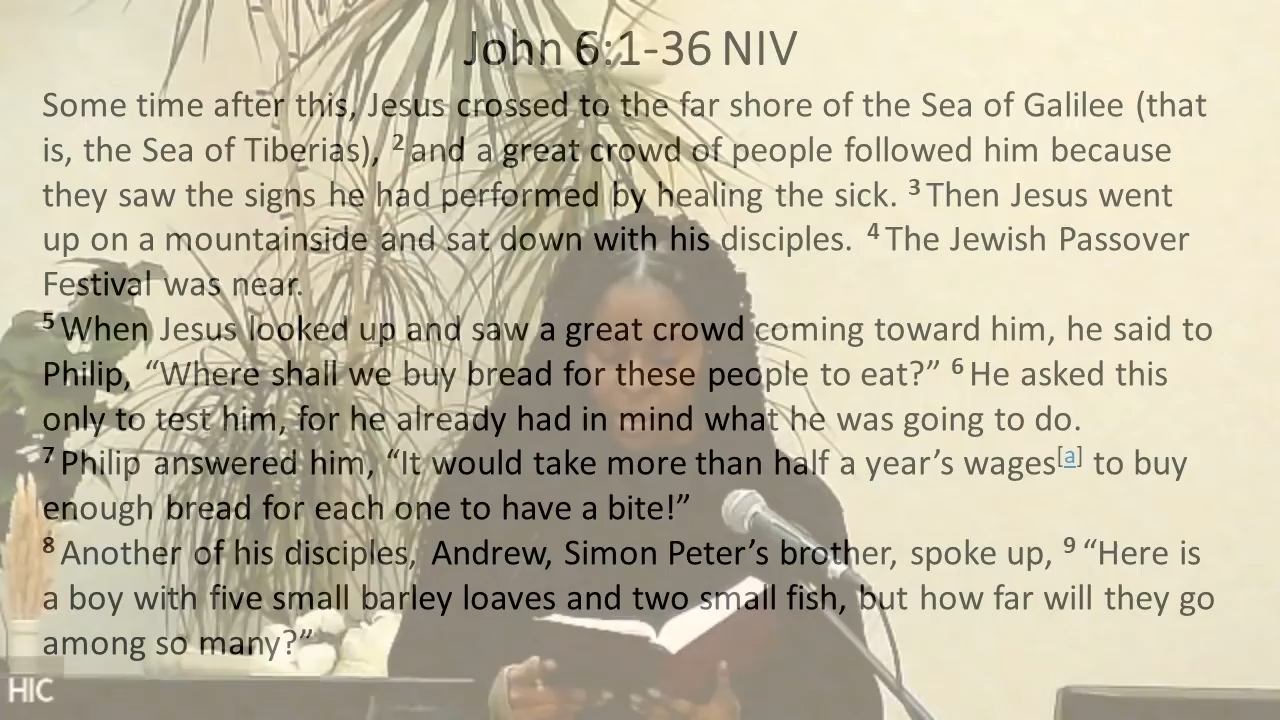 John 6:1-36 NIV
Some time after this, Jesus crossed to the far shore of the Sea of Galilee (that
is, the Sea of Tiberias), 2 and a great crowd of people followed him because
they saw the signs he had performed by healing the sick. 3 Then Jesus went
up on a mountainside and sat down with his disciples. 4 The Jewish Passover
Festival was near.
5 When Jesus looked up and saw a great crowd coming toward him, he said to
Philip, “Where shall we buy bread for these people to eat?” 6 He asked this
only to test him, for he already had in mind what he was going to do.
7 Philip answered him, “It would take more than half a year’s wages[a] to buy
enough bread for each one to have a bite!”
8 Another of his disciples, Andrew, Simon Peter’s brother, spoke up, 9 “Here is
a boy with five small barley loaves and two small fish, but how far will they go
among so many?”
HIC